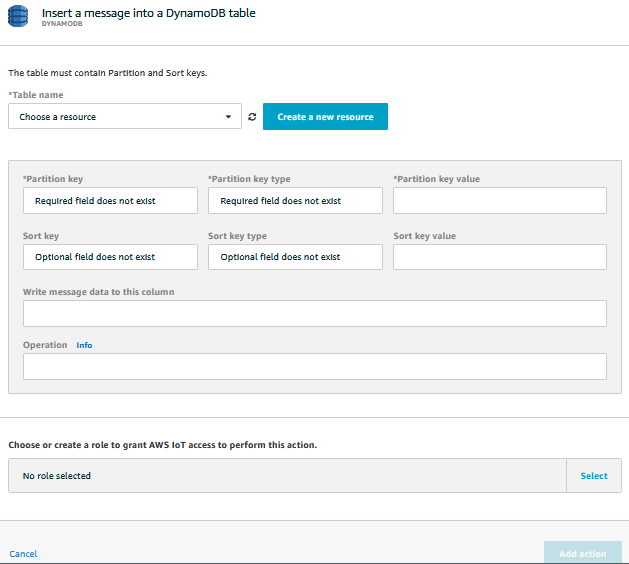 Insert a message into a DynamoDB table
DYNAMODB
The table must contain Partition and Sort keys.
*Table name
Choose a resource
Create a new resource
*Partition key *Partition key type *Partition key value
Required field does not exist Required field does not exist
Sort key Sort key type Sort key value
Optional field does not exist Optional field does not exist
Write message data to this column
Operation Info
Choose or create a role to grant AWS IoT access to perform this action.
No role selected Select
Cancel Add action